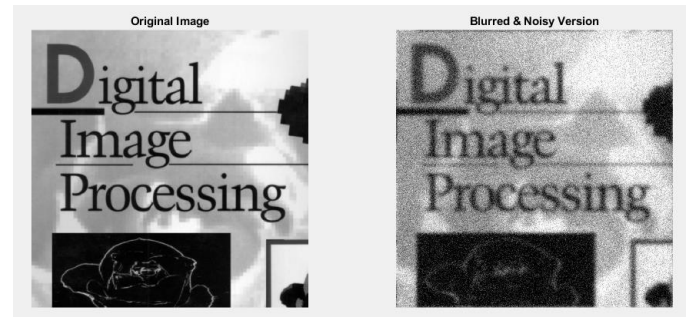 Original Image
Digital
Image
Processing
Blurred & Noisy Version
Digital
Image
Processing